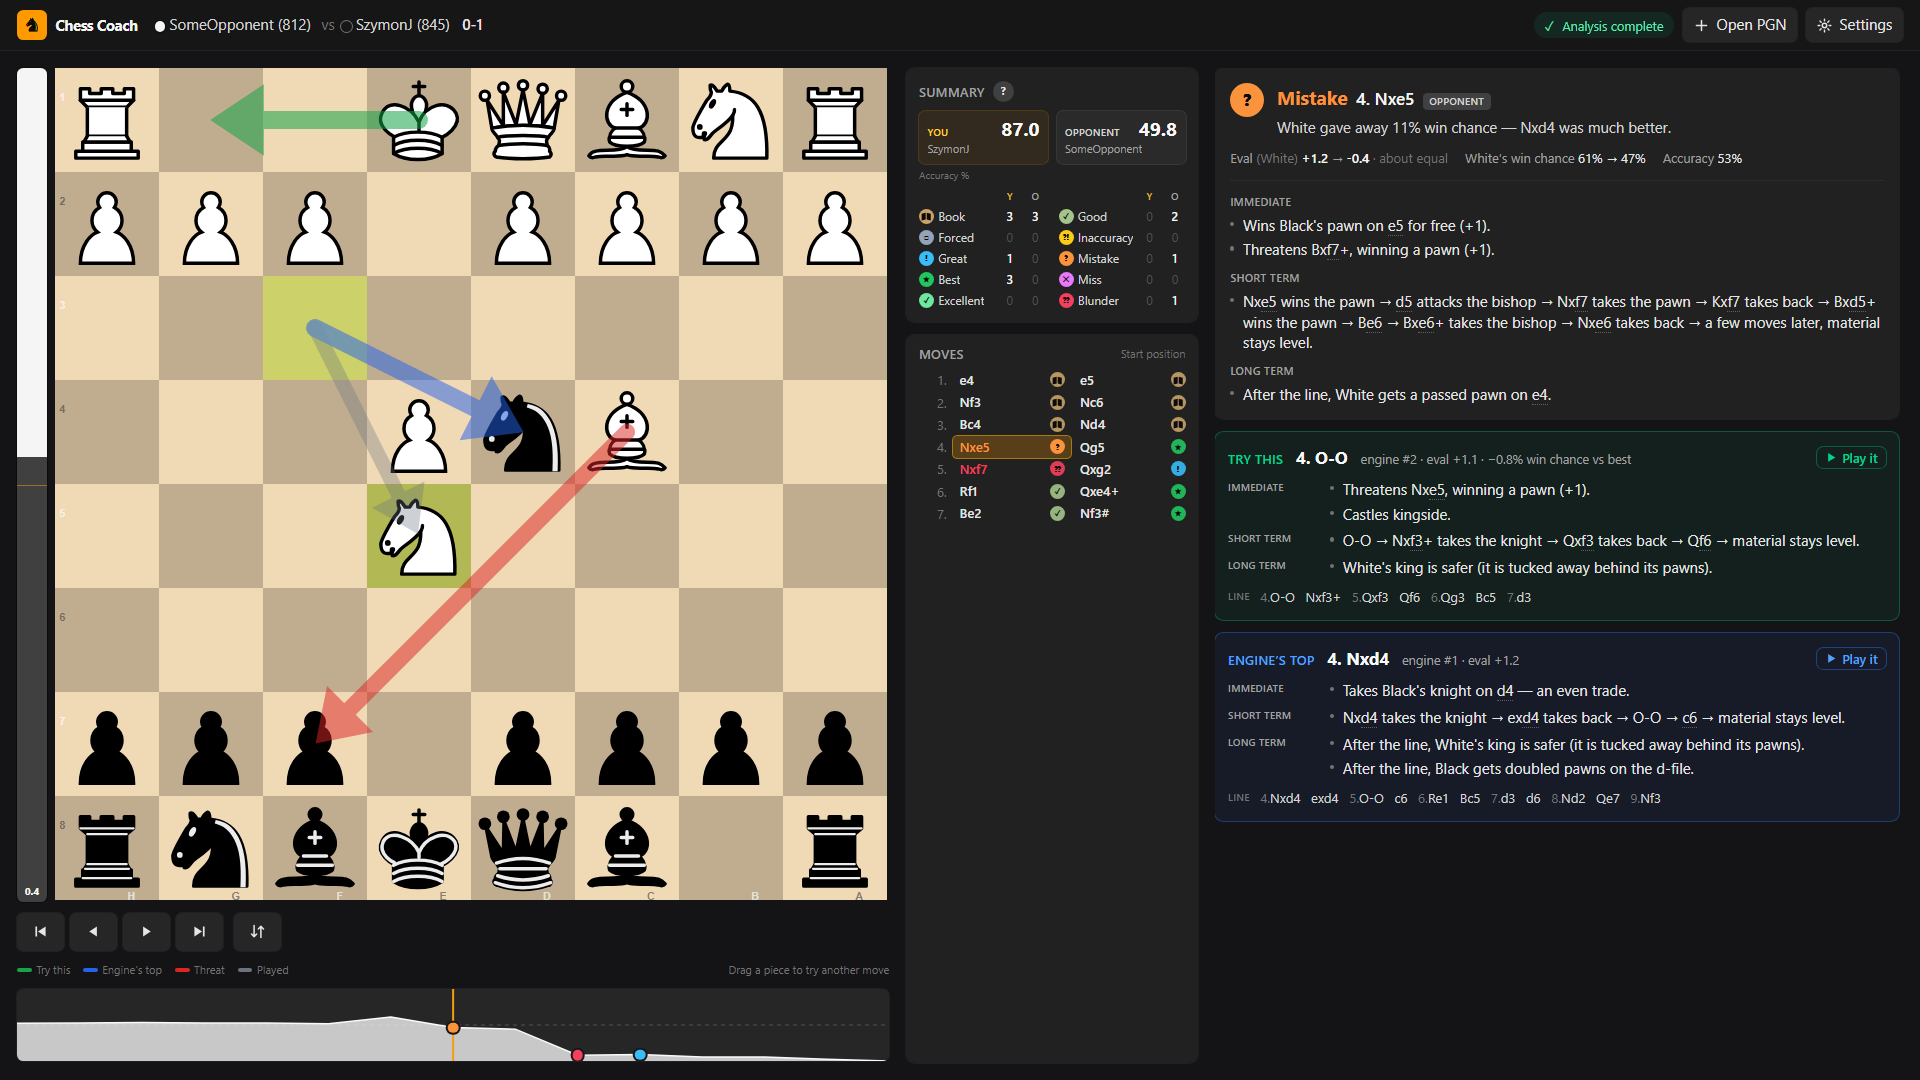 Chess Coach
SomeOpponent (812) vs SzymonJ (845) 0-1
✓ Analysis complete
+ Open PGN
Settings
1
2
3
4
5
6
7
8
H G F E D C B A
0.4
Try this Engine's top Threat Played
Drag a piece to try another move
SUMMARY ?
YOU 87.0
SzymonJ
OPPONENT 49.8
SomeOpponent
Accuracy %
Y O Y O
Book 3 3 Good 0 2
Forced 0 0 Inaccuracy 0 0
Great 1 0 Mistake 0 1
Best 3 0 Miss 0 0
Excellent 0 0 Blunder 0 1
MOVES Start position
1. e4 e5
2. Nf3 Nc6
3. Bc4 Nd4
4. Nxe5 Qg5
5. Nxf7 Qxg2
6. Rf1 Qxe4+
7. Be2 Nf3#
? Mistake 4. Nxe5 OPPONENT
White gave away 11% win chance — Nxd4 was much better.
Eval (White) +1.2 → -0.4 · about equal White's win chance 61% → 47% Accuracy 53%
IMMEDIATE
• Wins Black's pawn on e5 for free (+1).
• Threatens Bxf7+, winning a pawn (+1).
SHORT TERM
• Nxe5 wins the pawn → d5 attacks the bishop → Nxf7 takes the pawn → Kxf7 takes back → Bxd5+
wins the pawn → Be6 → Bxe6+ takes the bishop → Nxe6 takes back → a few moves later, material
stays level.
LONG TERM
• After the line, White gets a passed pawn on e4.
TRY THIS 4. O-O engine #2 · eval +1.1 · −0.8% win chance vs best
Play it
IMMEDIATE • Threatens Nxe5, winning a pawn (+1).
• Castles kingside.
SHORT TERM • O-O → Nxf3+ takes the knight → Qxf3 takes back → Qf6 → material stays level.
LONG TERM • White's king is safer (it is tucked away behind its pawns).
LINE 4.O-O Nxf3+ 5.Qxf3 Qf6 6.Qg3 Bc5 7.d3
ENGINE'S TOP 4. Nxd4 engine #1 · eval +1.2
Play it
IMMEDIATE • Takes Black's knight on d4 — an even trade.
SHORT TERM • Nxd4 takes the knight → exd4 takes back → O-O → c6 → material stays level.
LONG TERM • After the line, White's king is safer (it is tucked away behind its pawns).
• After the line, Black gets doubled pawns on the d-file.
LINE 4.Nxd4 exd4 5.O-O c6 6.Re1 Bc5 7.d3 d6 8.Nd2 Qe7 9.Nf3